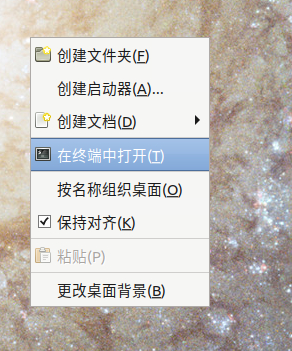 创建文件夹(F)
创建启动器(A)...
创建文档(D)
在终端中打开(T)
按名称组织桌面(O)
保持对齐(K)
粘贴(P)
更改桌面背景(B)